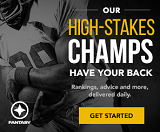 OUR
HIGH-STAKES
CHAMPS
HAVE YOUR BACK
Rankings, advice and more,
delivered daily.
GET STARTED
FANTASY